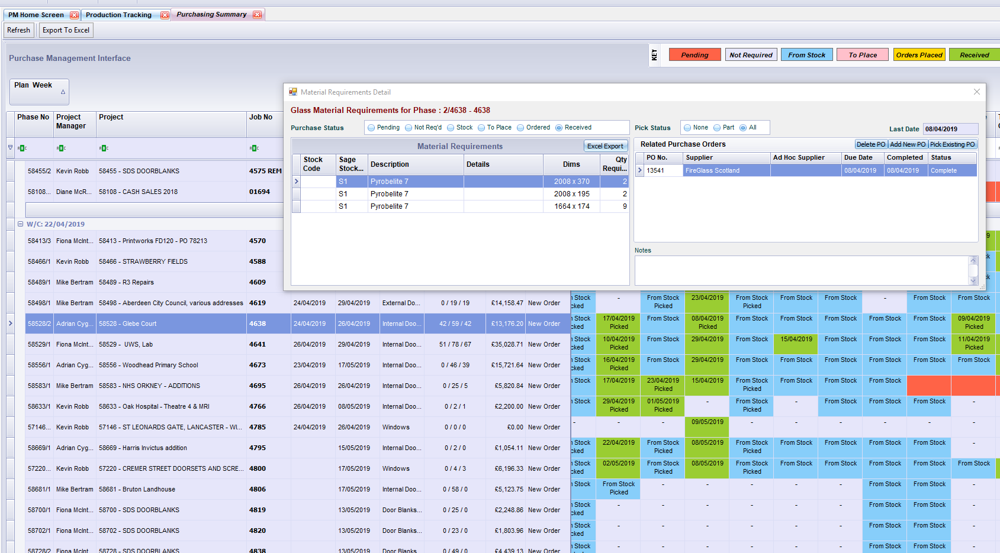 PM Home Screen Production Tracking Purchasing Summary
Refresh Export To Excel
Purchase Management Interface
KEY Pending Not Required From Stock To Place Orders Placed Received
Plan Week
Phase No Project Manager Project Job No
58455/2 Kevin Robb 58455 - SDS DOORBLANKS 4575 REM
58108... Diane McR... 58108 - CASH SALES 2018 01694
W/C: 22/04/2019
58413/3 Fiona McInt... 58413 - Printworks FD120 - PO 78213 4570
58466/1 Kevin Robb 58466 - STRAWBERRY FIELDS 4588
58489/1 Mike Bertram 58489 - R3 Repairs 4609
Material Requirements Detail
Glass Material Requirements for Phase : 2/4638 - 4638
Purchase Status Pending Not Req'd Stock To Place Ordered Received
Pick Status None Part All
Last Date 08/04/2019
Material Requirements Excel Export
Stock Code Sage Stock... Description Details Dims Qty Requi...
S1 Pyrobelite 7 2008 x 370 2
S1 Pyrobelite 7 2008 x 195 2
S1 Pyrobelite 7 1664 x 174 9
Related Purchase Orders Delete PO Add New PO Pick Existing PO
PO No. Supplier Ad Hoc Supplier Due Date Completed Status
13541 FireGlass Scotland 08/04/2019 08/04/2019 Complete
Notes
58498/1 Mike Bertram 58498 - Aberdeen City Council, various addresses 4619 24/04/2019 29/04/2019 External Do... 0 / 19 / 19 £14,158.47 New Order Stock - From Stock Picked 23/04/2019 From Stock Picked From Stock From Stock - From Stock From Stock
58528/2 Adrian Cyg... 58528 - Glebe Court 4638 24/04/2019 26/04/2019 Internal Doo... 42 / 59 / 42 £13,176.20 New Order Stock 17/04/2019 Picked From Stock 08/04/2019 Picked From Stock From Stock From Stock From Stock From Stock 09/04/2019 Picked
58529/1 Fiona McInt... 58529 - UWS, Lab 4641 26/04/2019 29/04/2019 Internal Doo... 51 / 78 / 67 £35,028.71 New Order Stock 10/04/2019 Picked From Stock 29/04/2019 From Stock 15/04/2019 From Stock From Stock From Stock 11/04/2019 Picked
58556/1 Adrian Cyg... 58556 - Woodhead Primary School 4673 23/04/2019 17/05/2019 Internal Doo... 0 / 46 / 39 £15,721.64 New Order Stock 16/04/2019 Picked From Stock 29/04/2019 From Stock From Stock From Stock From Stock From Stock From Stock
58583/1 Mike Bertram 58583 - NHS ORKNEY - ADDITIONS 4695 26/04/2019 26/04/2019 Internal Doo... 0 / 25 / 5 £5,820.84 New Order Stock 17/04/2019 23/04/2019 Picked 15/04/2019 From Stock Picked From Stock From Stock From Stock
58633/1 Kevin Robb 58633 - Oak Hospital - Theatre 4 & MRI 4766 26/04/2019 08/05/2019 Internal Doo... 0 / 2 / 1 £2,200.00 New Order Stock 29/04/2019 Picked 01/05/2019 Picked - From Stock Picked - From Stock From Stock From Stock -
57146... Kevin Robb 57146 - ST LEONARDS GATE, LANCASTER - WI... 4785 24/04/2019 26/04/2019 Windows 0 / 0 / 0 £0.00 New Order - - - 09/05/2019 - - - - - -
58669/1 Adrian Cyg... 58669 - Harris Invictus addition 4795 15/05/2019 Internal Doo... 0 / 2 / 0 £1,054.11 New Order Stock 22/04/2019 From Stock Picked 08/05/2019 From Stock Picked From Stock From Stock From Stock From Stock -
57220... Kevin Robb 57220 - CREMER STREET DOORSETS AND SCRE... 4800 17/05/2019 Windows 0 / 4 / 3 £6,196.33 New Order Stock 02/05/2019 From Stock Picked 08/05/2019 From Stock Picked From Stock From Stock From Stock From Stock From Stock
58681/1 Mike Bertram 58681 - Bruton Landhouse 4806 17/05/2019 Internal Doo... 0 / 58 / 0 £5,123.75 New Order Stock From Stock Picked - - - - - From Stock From Stock -
58700/1 Fiona McInt... 58700 - SDS DOORBLANKS 4819 13/05/2019 Door Blanks... 0 / 25 / 0 £2,248.86 New Order Stock - - - - - - From Stock From Stock -
58702/1 Fiona McInt... 58702 - SDS DOORBLANKS 4820 13/05/2019 Door Blanks... 0 / 23 / 0 £1,803.96 New Order Stock - - - - - - From Stock From Stock -
58728/2 Fiona McInt... 58728 - SDS DOORBLANKS 4838 13/05/2019 Door Blanks... 0 / 49 / 0 £4,439.13 New Order Stock - - - - - - From Stock From Stock -